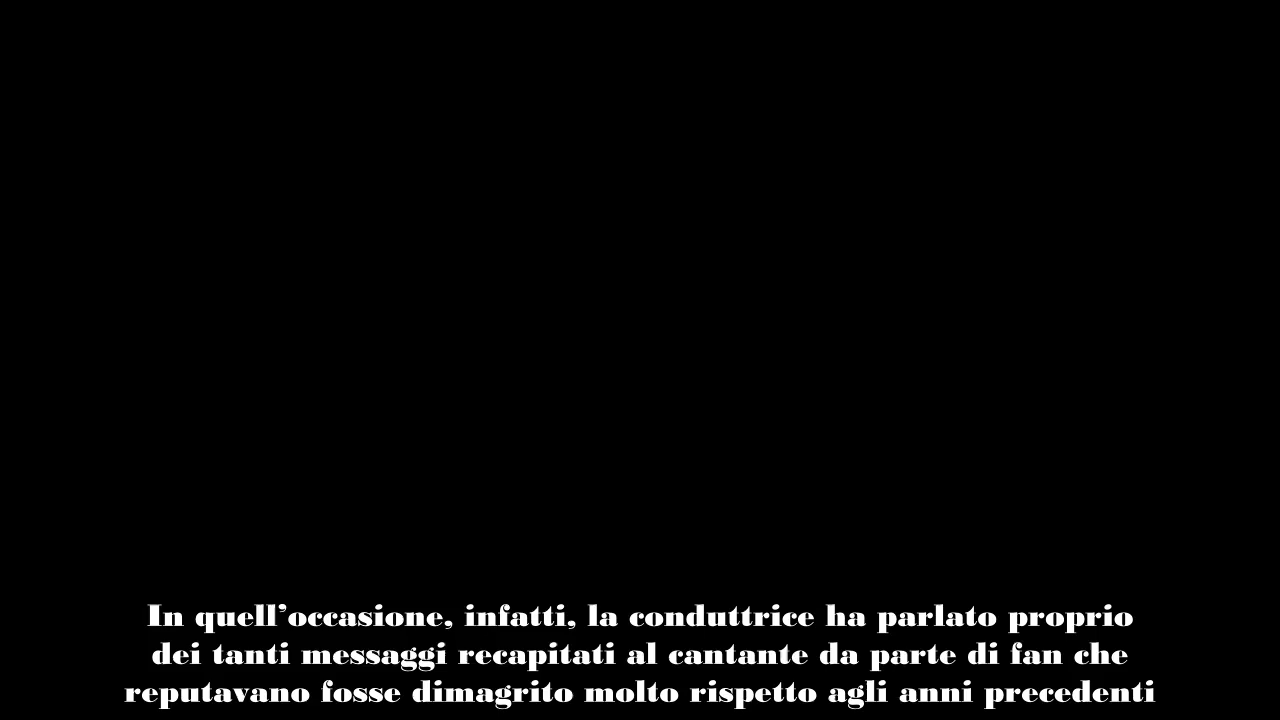 In quell’occasione, infatti, la conduttrice ha parlato proprio
dei tanti messaggi recapitati al cantante da parte di fan che
reputavano fosse dimagrito molto rispetto agli anni precedenti